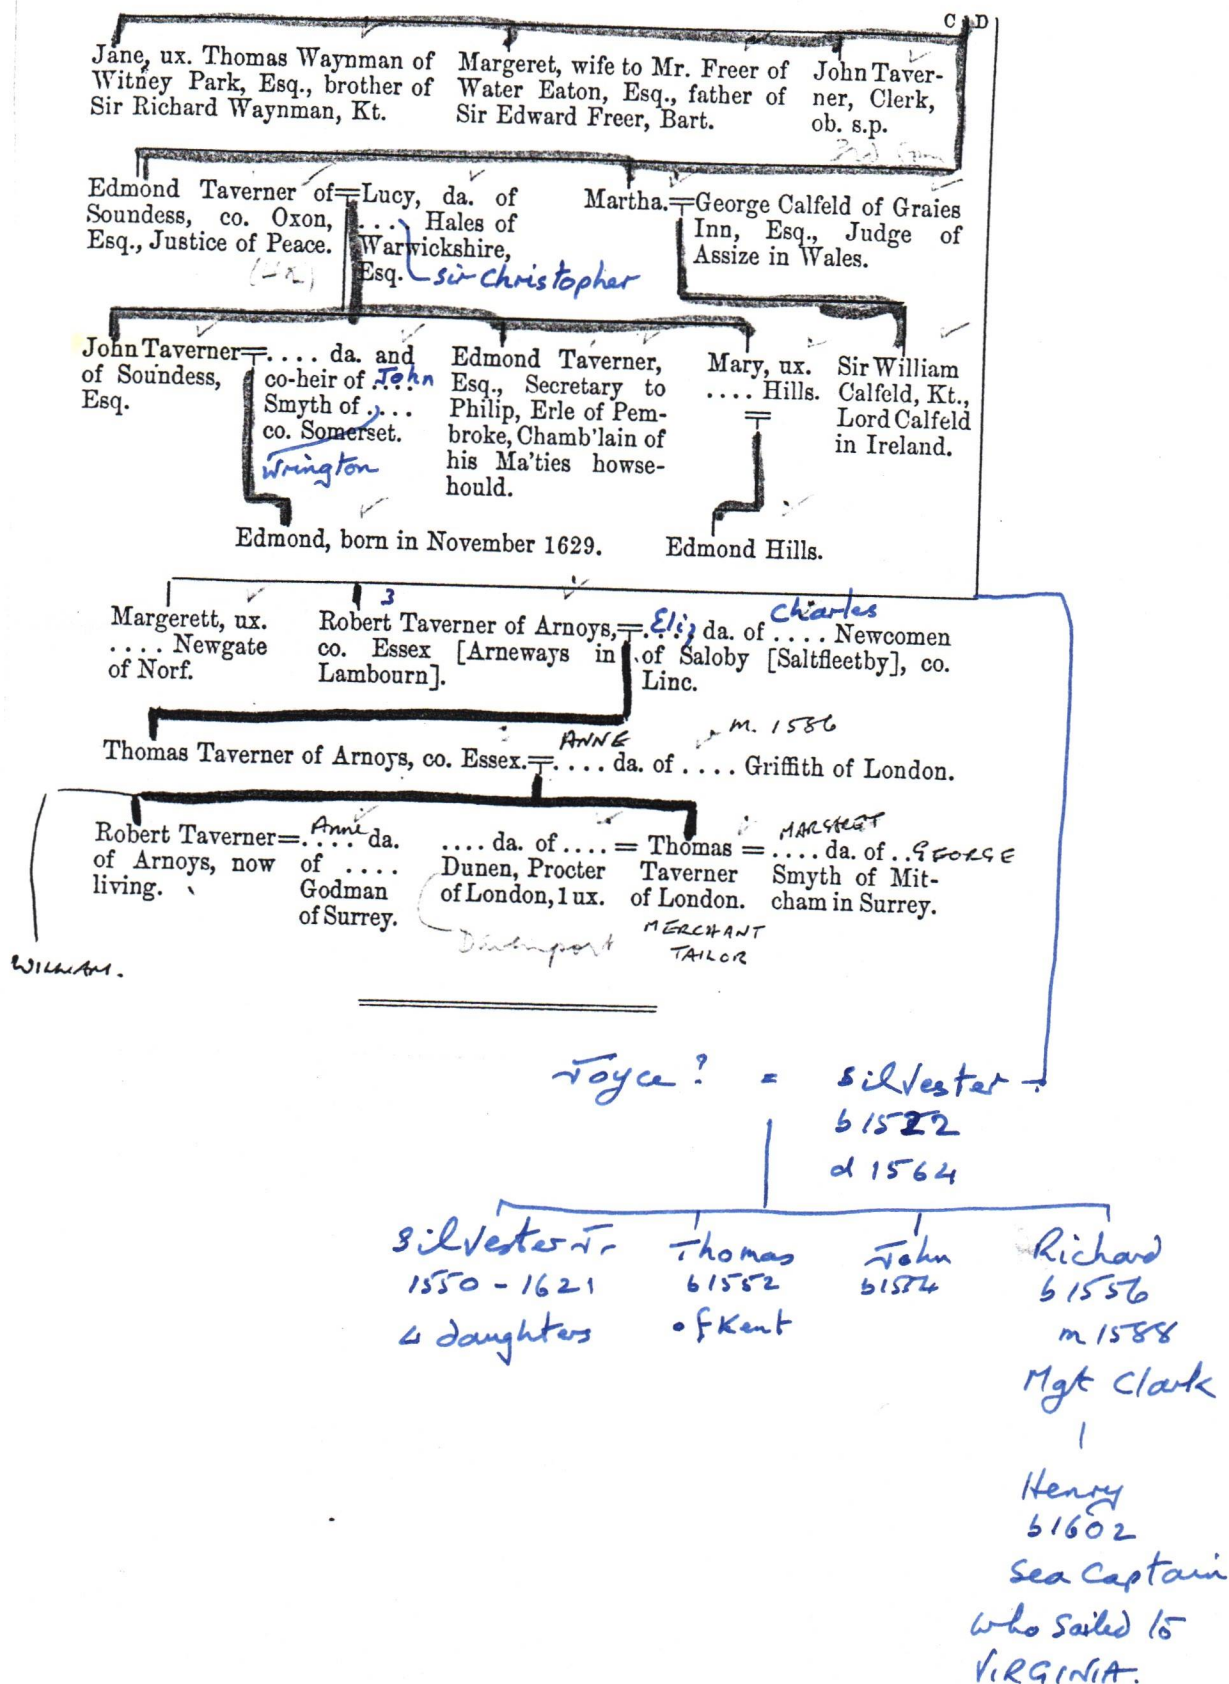 C D
Jane, ux. Thomas Waynman of
Witney Park, Esq., brother of
Sir Richard Waynman, Kt.
Margeret, wife to Mr. Freer of
Water Eaton, Esq., father of
Sir Edward Freer, Bart.
John Taver-
ner, Clerk,
ob. s.p.
3rd son
Edmond Taverner of
Soundess, co. Oxon,
Esq., Justice of Peace.
=Lucy, da. of
.... Hales of
Warwickshire,
Esq.
Sir Christopher
Martha.=George Calfeld of Graies
Inn, Esq., Judge of
Assize in Wales.
John Taverner=.... da. and
of Soundess,
Esq.
co-heir of .... John
Smyth of ....
co. Somerset.
Wrington
Edmond Taverner,
Esq., Secretary to
Philip, Erle of Pem-
broke, Chamb'lain of
his Ma'ties howse-
hould.
Mary, ux.
.... Hills.
=
Sir William
Calfeld, Kt.,
Lord Calfeld
in Ireland.
Edmond, born in November 1629.
Edmond Hills.
Margerett, ux.
.... Newgate
of Norf.
3
Robert Taverner of Arnoys,=
co. Essex [Arneways in
Lambourn].
Charles
.... Eliz da. of .... Newcomen
of Saloby [Saltfleetby], co.
Linc.
ANNE
m. 1586
Thomas Taverner of Arnoys, co. Essex.=.... da. of .... Griffith of London.
Robert Taverner=
of Arnoys, now
living.
Anne
.... da.
of ....
Godman
of Surrey.
.... da. of .... =
Dunen, Procter
of London, 1 ux.
Davenport
Thomas =
Taverner
of London.
MERCHANT
TAILOR
MARGARET
.... da. of .. GEORGE
Smyth of Mit-
cham in Surrey.
WILLIAM.
Joyce? = Silvester
b 1522
d 1564
Silvester Jr
1550 - 1621
4 daughters
Thomas
b 1552
of Kent
John
b 1554
Richard
b 1556
m 1588
Mgt Clark
Henry
b 1602
Sea Captain
who Sailed to
VIRGINIA.